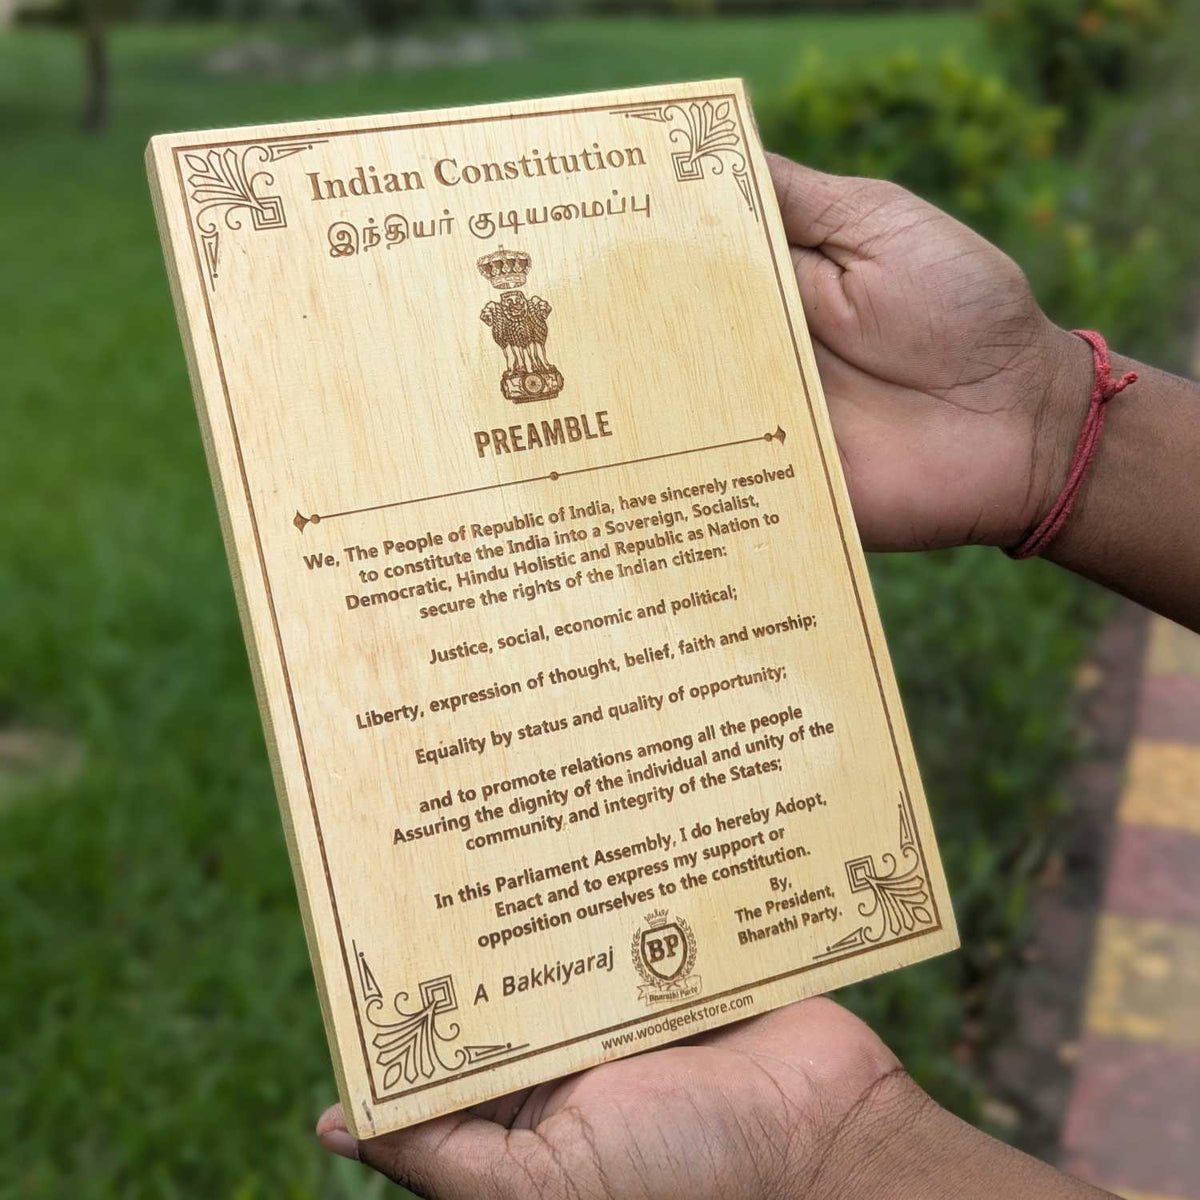 Indian Constitution
இந்தியர் குடியமைப்பு
PREAMBLE
We, The People of Republic of India, have sincerely resolved
to constitute the India into a Sovereign, Socialist,
Democratic, Hindu Holistic and Republic as Nation to
secure the rights of the Indian citizen:
Justice, social, economic and political;
Liberty, expression of thought, belief, faith and worship;
Equality by status and quality of opportunity;
and to promote relations among all the people
Assuring the dignity of the individual and unity of the
community and integrity of the States;
In this Parliament Assembly, I do hereby Adopt,
Enact and to express my support or
opposition ourselves to the constitution.
By,
The President,
Bharathi Party.
A Bakkiyaraj
BP
Bharathi Party
www.woodgeekstore.com